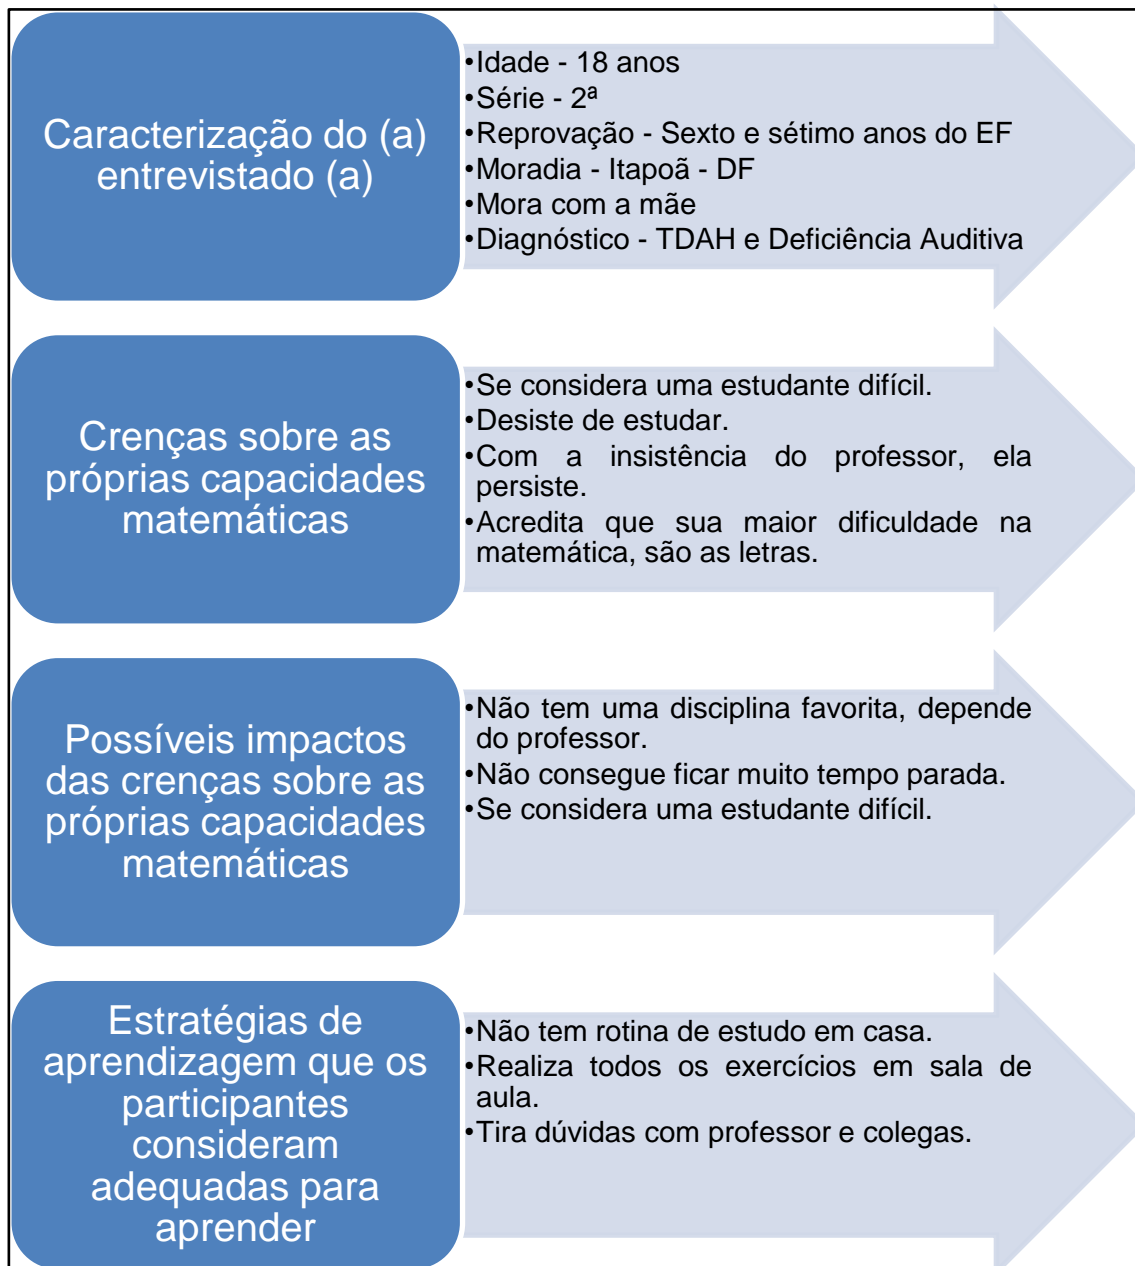 Caracterização do (a)
entrevistado (a)
•Idade - 18 anos
•Série - 2ª
•Reprovação - Sexto e sétimo anos do EF
•Moradia - Itapoã - DF
•Mora com a mãe
•Diagnóstico - TDAH e Deficiência Auditiva
Crenças sobre as
próprias capacidades
matemáticas
•Se considera uma estudante difícil.
•Desiste de estudar.
•Com a insistência do professor, ela
persiste.
•Acredita que sua maior dificuldade na
matemática, são as letras.
Possíveis impactos
das crenças sobre as
próprias capacidades
matemáticas
•Não tem uma disciplina favorita, depende
do professor.
•Não consegue ficar muito tempo parada.
•Se considera uma estudante difícil.
Estratégias de
aprendizagem que os
participantes
consideram
adequadas para
aprender
•Não tem rotina de estudo em casa.
•Realiza todos os exercícios em sala de
aula.
•Tira dúvidas com professor e colegas.